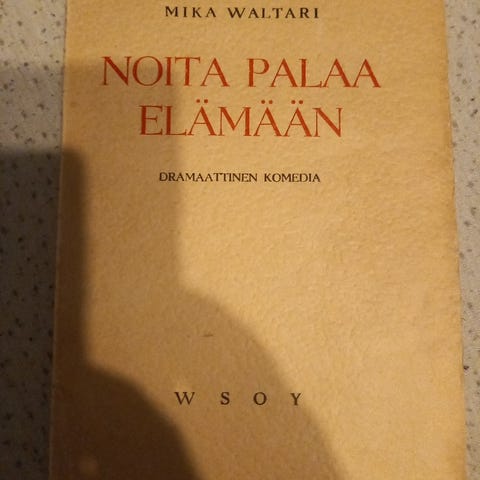 MIKA WALTARI
NOITA PALAA
ELÄMÄÄN
DRAMAATTINEN KOMEDIA
W S O Y